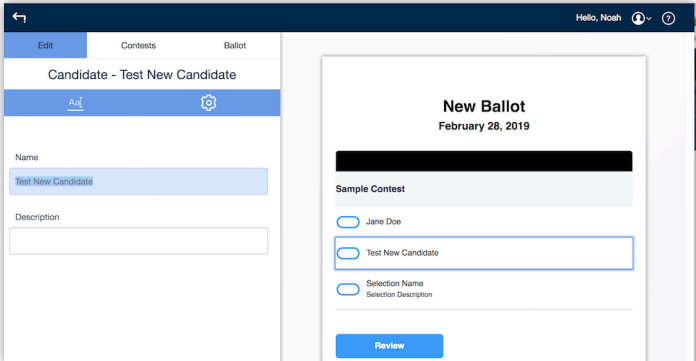 Hello, Noah
Edit Contests Ballot
Candidate - Test New Candidate
Aa
Name
Test New Candidate
Description
New Ballot
February 28, 2019
Sample Contest
Jane Doe
Test New Candidate
Selection Name
Selection Description
Review